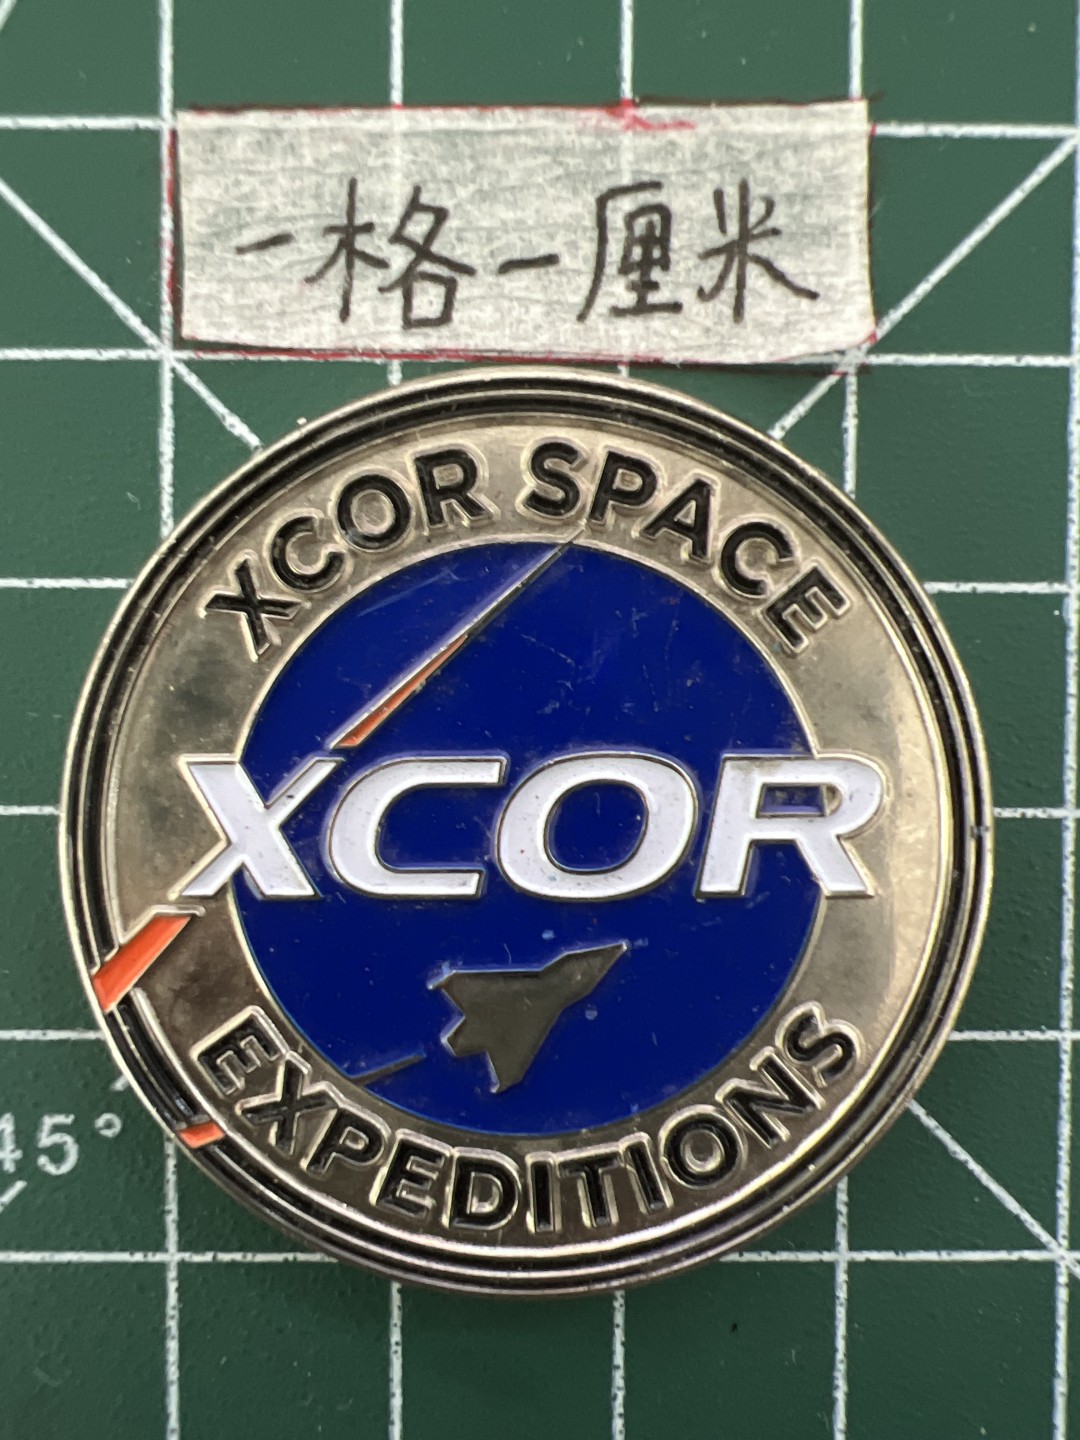 一格一厘米
XCOR SPACE
XCOR
EXPEDITIONS
45°